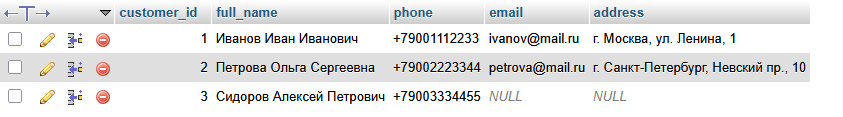 customer_id full_name phone email address
1 Иванов Иван Иванович +79001112233 ivanov@mail.ru г. Москва, ул. Ленина, 1
2 Петрова Ольга Сергеевна +79002223344 petrova@mail.ru г. Санкт-Петербург, Невский пр., 10
3 Сидоров Алексей Петрович +79003334455 NULL NULL